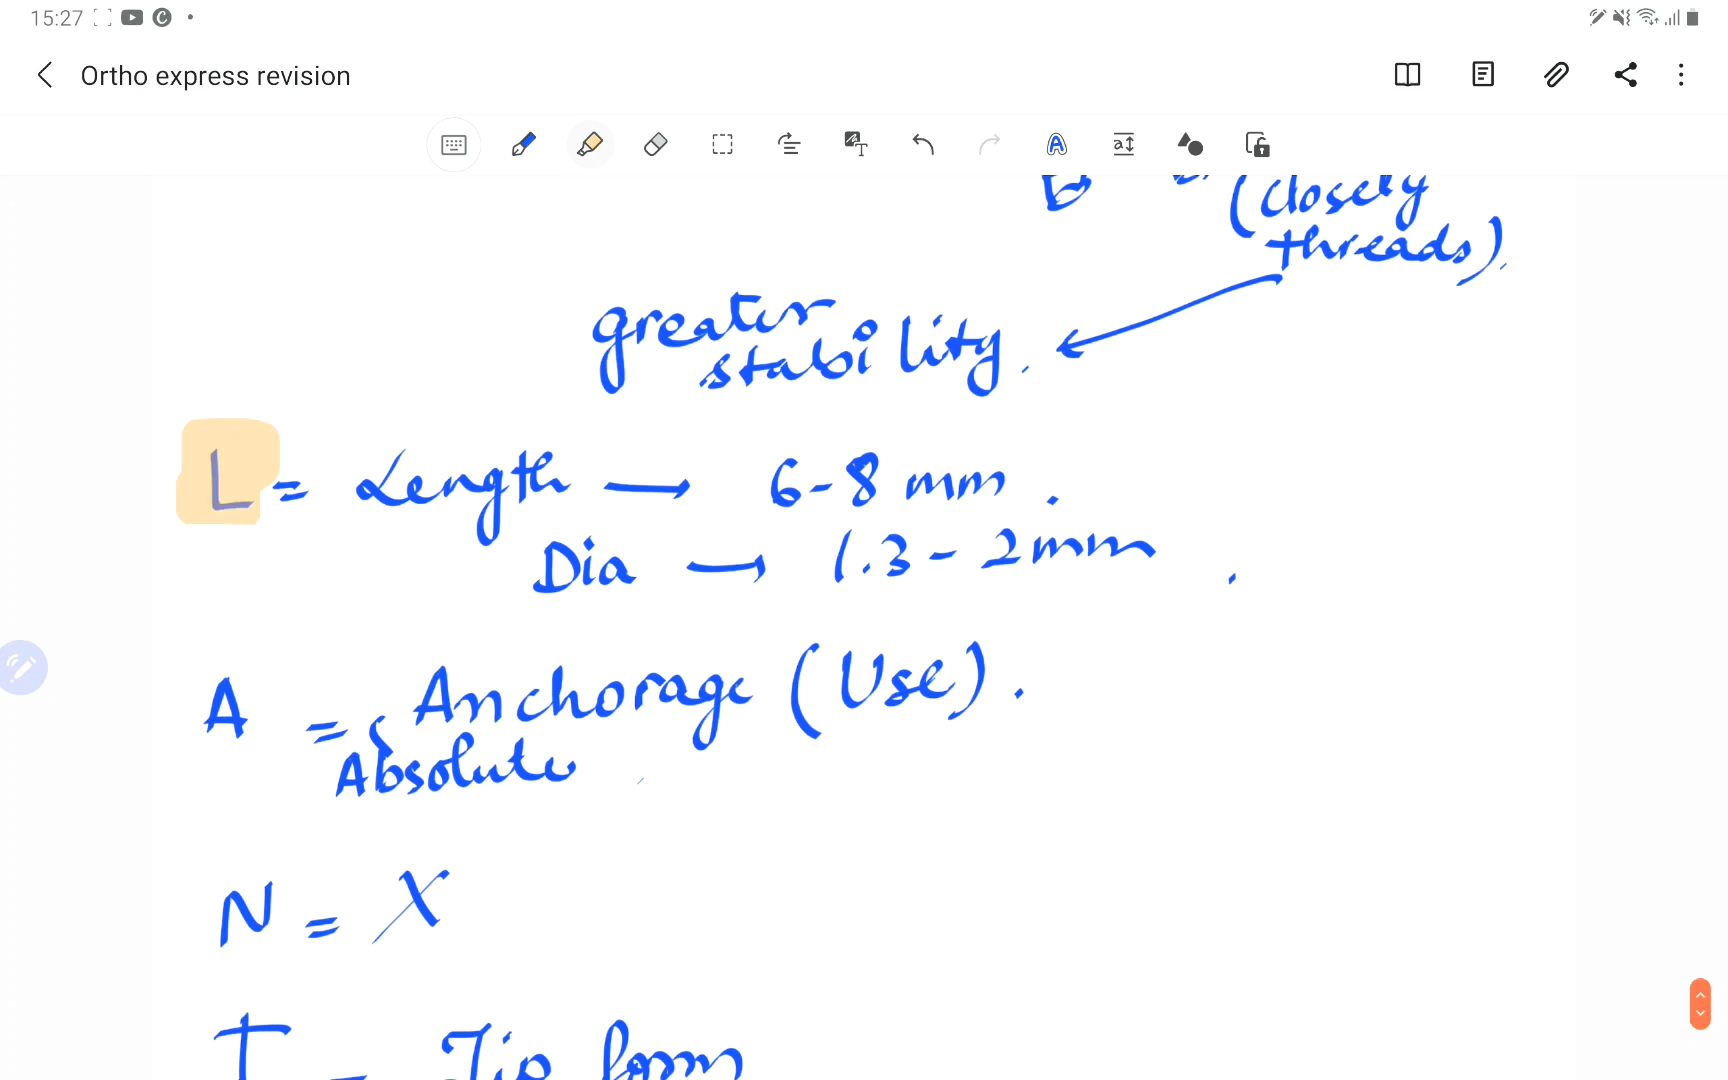 15:27
Ortho express revision
(closely
threads).
greater
stability.
L = Length → 6-8 mm.
Dia → 1.3 - 2mm
A = Anchorage (Use).
Absolute
N = X
T - Tip form